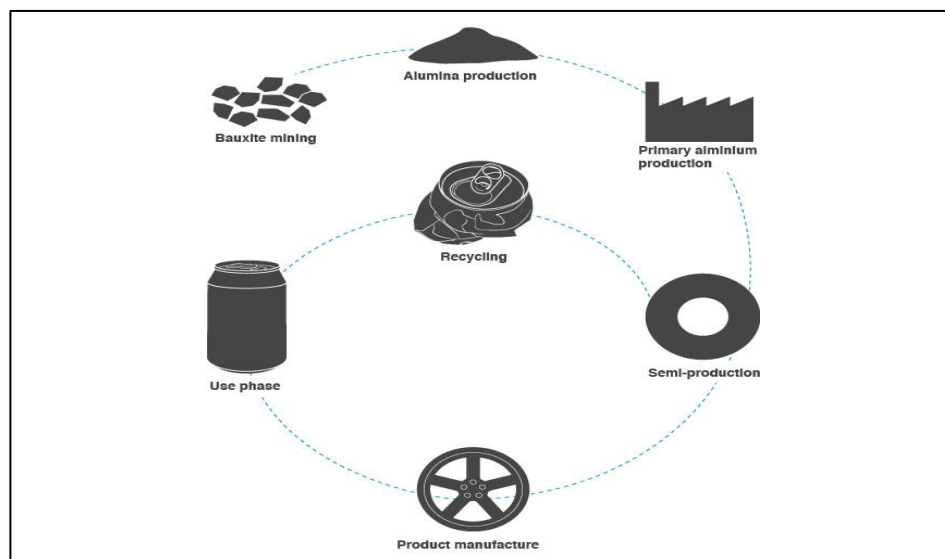 Alumina production
Bauxite mining
Primary alminium
production
Recycling
Use phase
Semi-production
Product manufacture